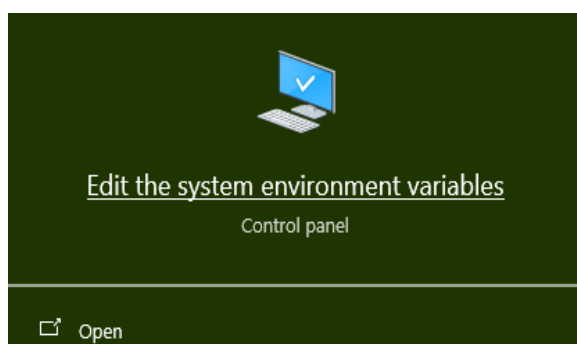 Edit the system environment variables
Control panel
Open